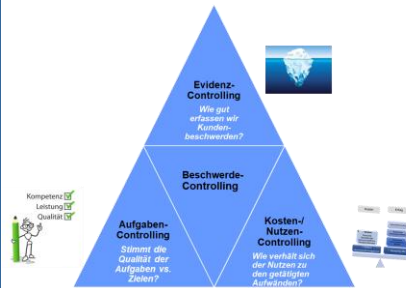 Evidenz-
Controlling
Wie gut
erfassen wir
Kunden-
beschwerden?
Beschwerde-
Controlling
Kompetenz
Leistung
Qualität
Aufgaben-
Controlling
Stimmt die
Qualität der
Aufgaben vs.
Zielen?
Kosten-/
Nutzen-
Controlling
Wie verhält sich
der Nutzen zu
den getätigten
Aufwänden?